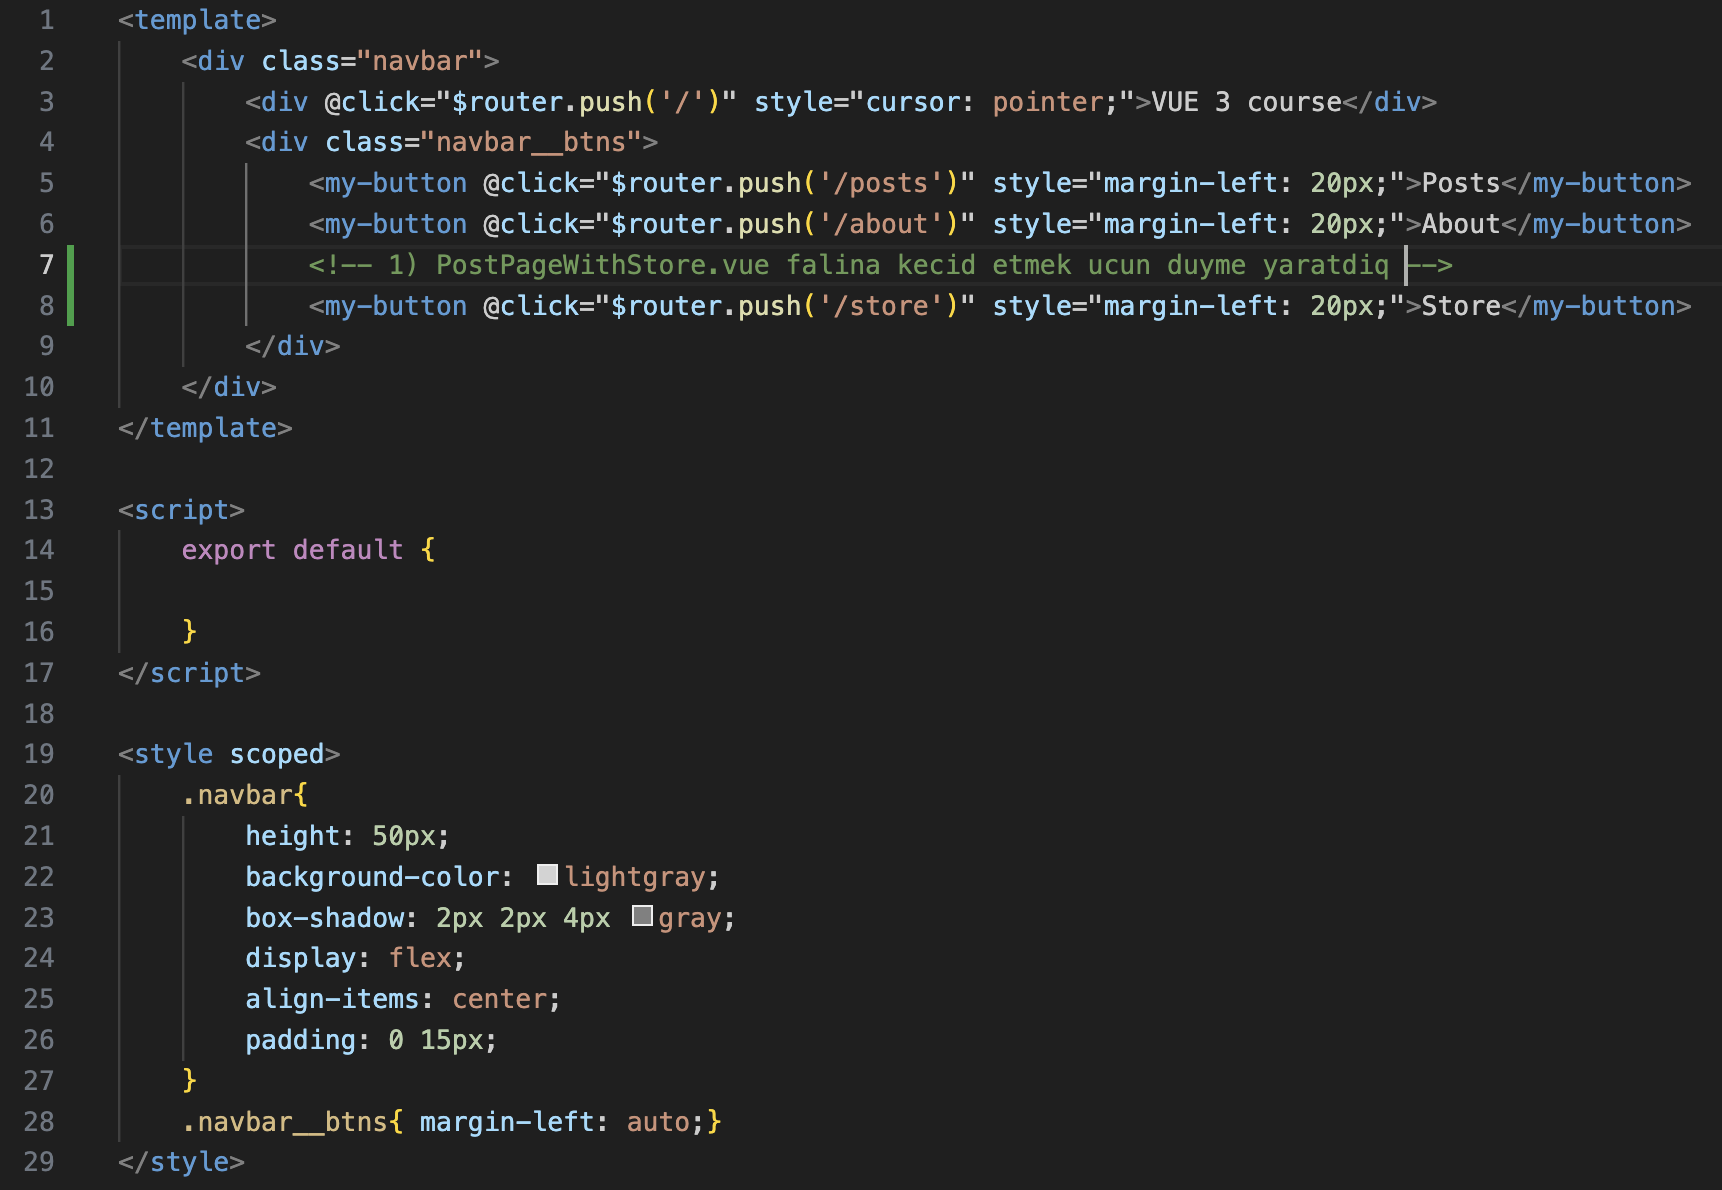 1 <template>
2     <div class="navbar">
3         <div @click="$router.push('/')" style="cursor: pointer;">VUE 3 course</div>
4         <div class="navbar__btns">
5             <my-button @click="$router.push('/posts')" style="margin-left: 20px;">Posts</my-button>
6             <my-button @click="$router.push('/about')" style="margin-left: 20px;">About</my-button>
7             <!-- 1) PostPageWithStore.vue falina kecid etmek ucun duyme yaratdiq -->
8             <my-button @click="$router.push('/store')" style="margin-left: 20px;">Store</my-button>
9         </div>
10     </div>
11 </template>
12
13 <script>
14     export default {
15
16     }
17 </script>
18
19 <style scoped>
20     .navbar{
21         height: 50px;
22         background-color: lightgray;
23         box-shadow: 2px 2px 4px gray;
24         display: flex;
25         align-items: center;
26         padding: 0 15px;
27     }
28     .navbar__btns{ margin-left: auto;}
29 </style>